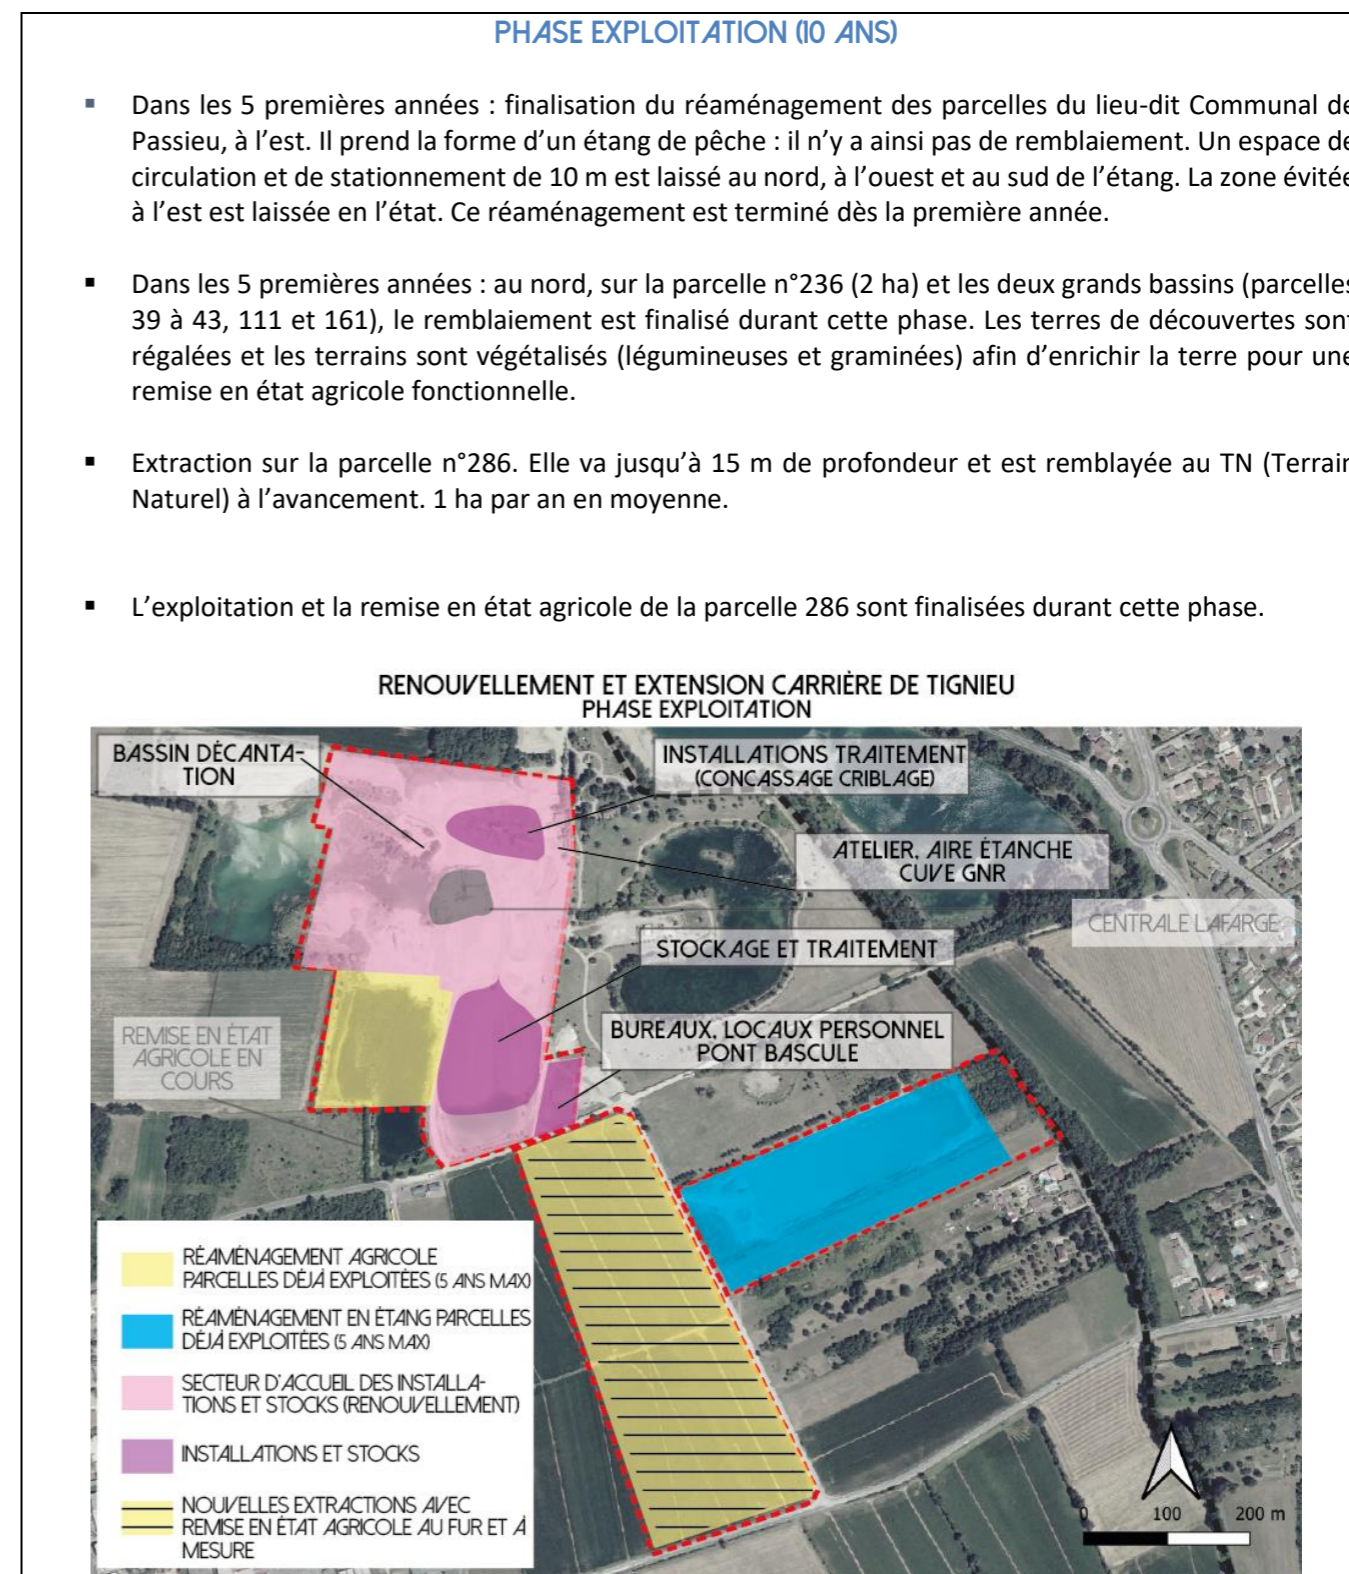 PHASE EXPLOITATION (10 ANS)
▪ Dans les 5 premières années : finalisation du réaménagement des parcelles du lieu-dit Communal de
Passieu, à l’est. Il prend la forme d’un étang de pêche : il n’y a ainsi pas de remblaiement. Un espace de
circulation et de stationnement de 10 m est laissé au nord, à l’ouest et au sud de l’étang. La zone évitée
à l’est est laissée en l’état. Ce réaménagement est terminé dès la première année.
▪ Dans les 5 premières années : au nord, sur la parcelle n°236 (2 ha) et les deux grands bassins (parcelles
39 à 43, 111 et 161), le remblaiement est finalisé durant cette phase. Les terres de découvertes sont
régalées et les terrains sont végétalisés (légumineuses et graminées) afin d’enrichir la terre pour une
remise en état agricole fonctionnelle.
▪ Extraction sur la parcelle n°286. Elle va jusqu’à 15 m de profondeur et est remblayée au TN (Terrain
Naturel) à l’avancement. 1 ha par an en moyenne.
▪ L’exploitation et la remise en état agricole de la parcelle 286 sont finalisées durant cette phase.
RENOUVELLEMENT ET EXTENSION CARRIÈRE DE TIGNIEU
PHASE EXPLOITATION
BASSIN DÉCANTA-
TION
INSTALLATIONS TRAITEMENT
(CONCASSAGE CRIBLAGE)
ATELIER, AIRE ÉTANCHE
CUVE GNR
CENTRALE LAFARGE
STOCKAGE ET TRAITEMENT
REMISE EN ÉTAT
AGRICOLE EN
COURS
BUREAUX, LOCAUX PERSONNEL
PONT BASCULE
RÉAMÉNAGEMENT AGRICOLE
PARCELLES DÉJÁ EXPLOITÉES (5 ANS MAX)
RÉAMÉNAGEMENT EN ÉTANG PARCELLES
DÉJÁ EXPLOITÉES (5 ANS MAX)
SECTEUR D'ACCUEIL DES INSTALLA-
TIONS ET STOCKS (RENOUVELLEMENT)
INSTALLATIONS ET STOCKS
NOUVELLES EXTRACTIONS AVEC
REMISE EN ÉTAT AGRICOLE AU FUR ET Á
MESURE
0 100 200 m